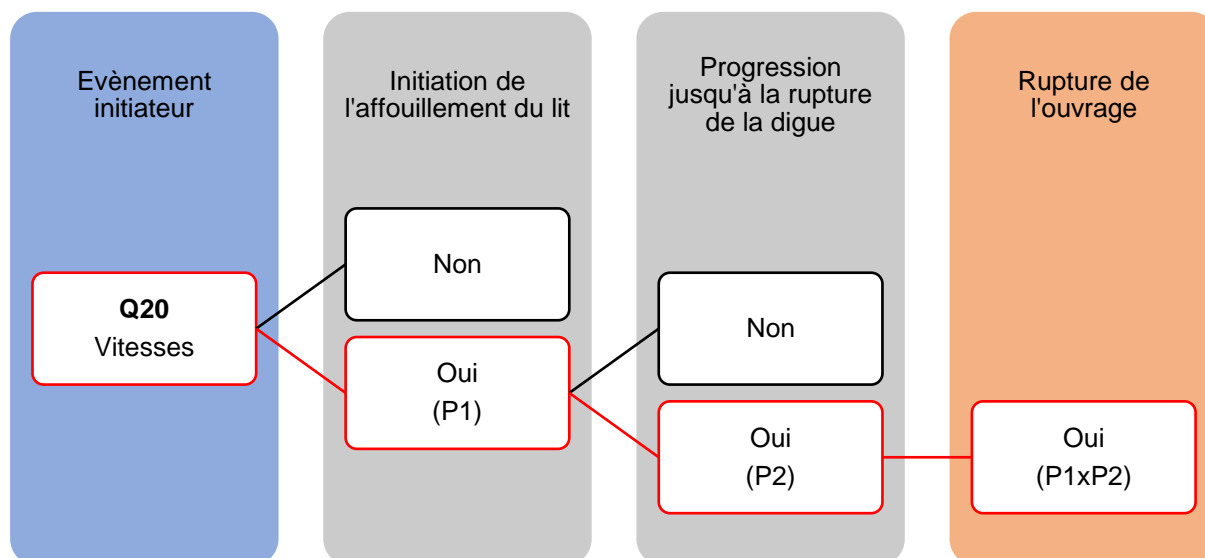 Evènement
initiateur
Initiation de
l'affouillement du lit
Progression
jusqu'à la rupture
de la digue
Rupture de
l'ouvrage
Q20
Vitesses
Non
Oui
(P1)
Non
Oui
(P2)
Oui
(P1xP2)